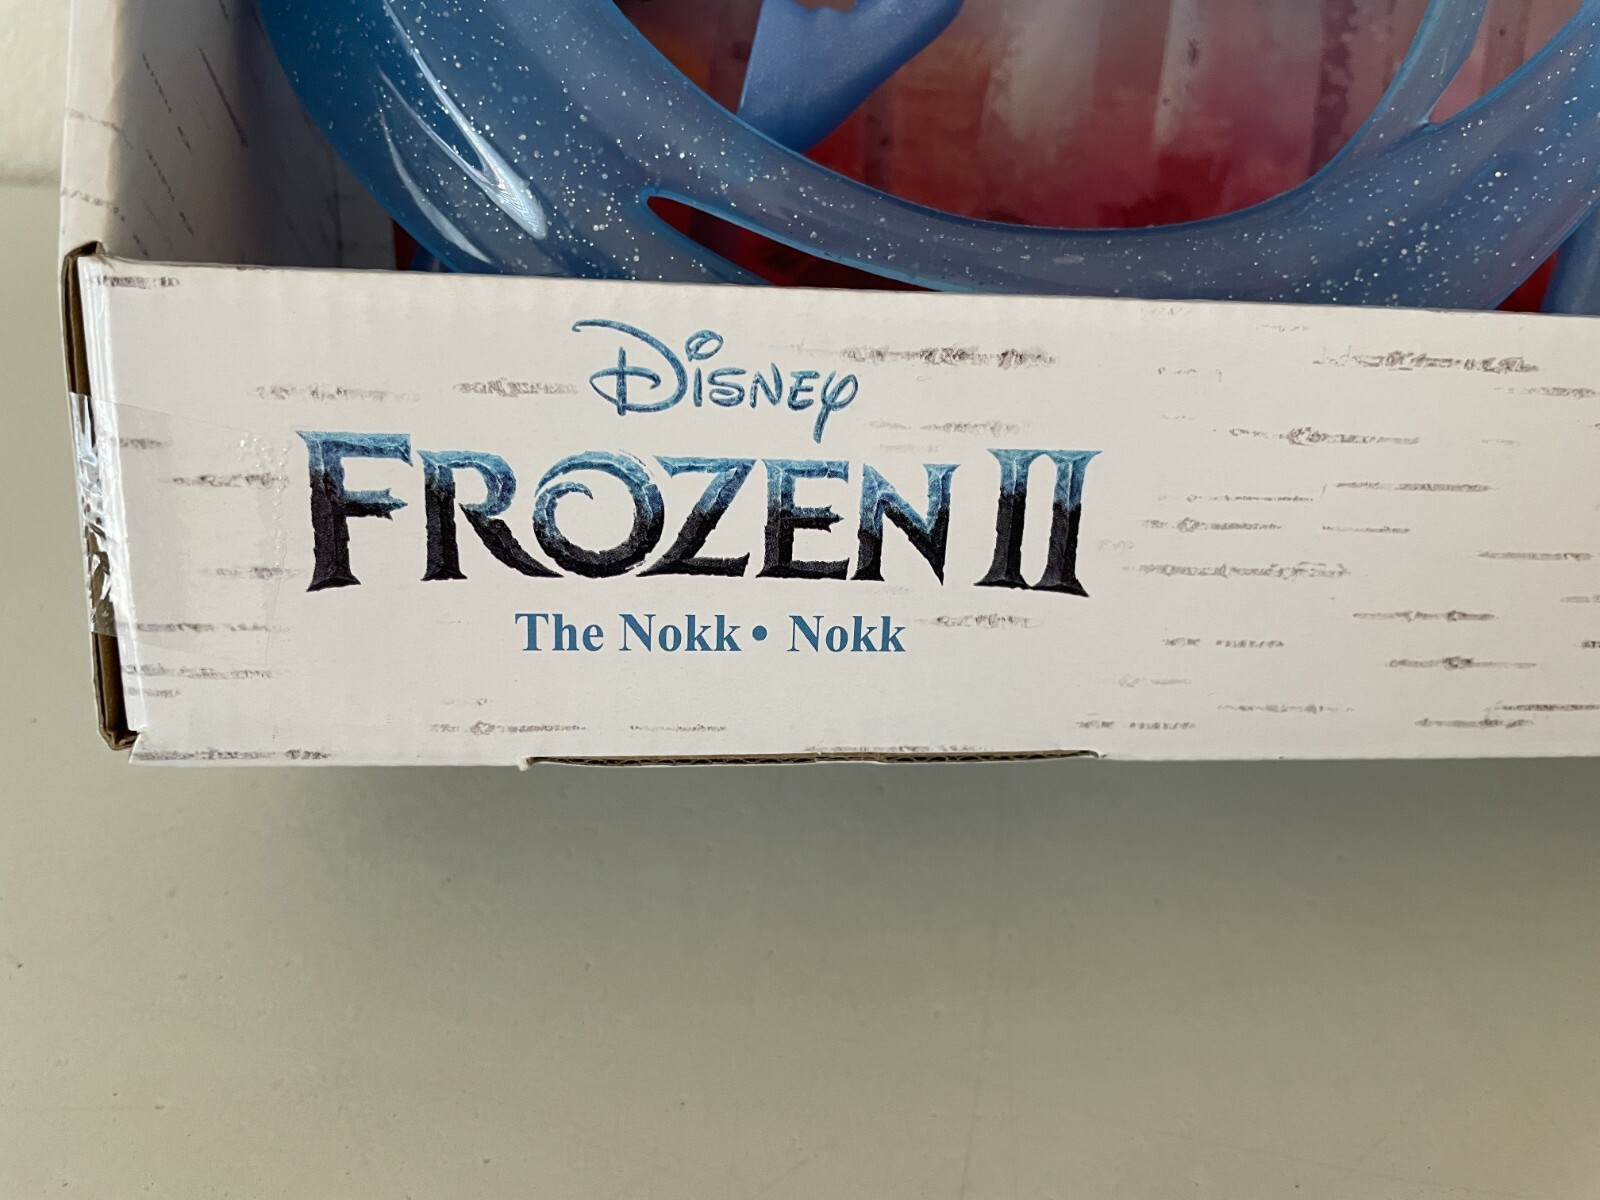 Disney
FROZEN II
The Nokk • Nokk